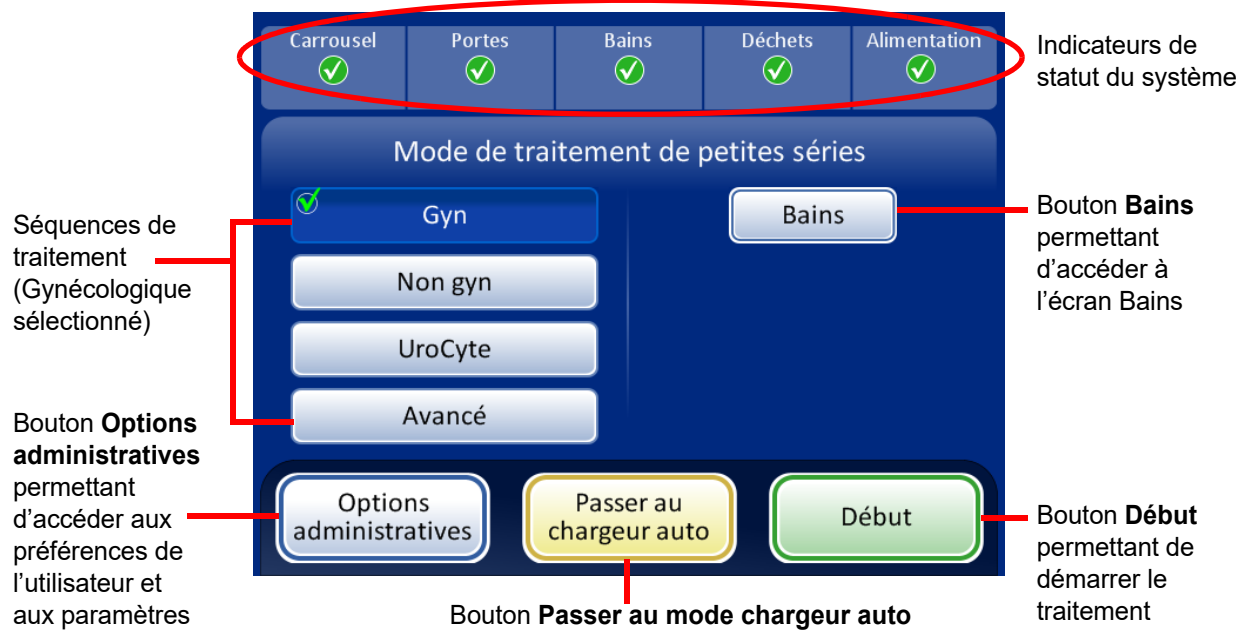 Carrousel
Portes
Bains
Déchets
Alimentation
Indicateurs de
statut du système
Mode de traitement de petites séries
Séquences de
traitement
(Gynécologique
sélectionné)
Gyn
Non gyn
UroCyte
Avancé
Bains
Bouton Bains
permettant
d'accéder à
l'écran Bains
Bouton Options
administratives
permettant
d'accéder aux
préférences de
l'utilisateur et
aux paramètres
Options
administratives
Passer au
chargeur auto
Début
Bouton Début
permettant de
démarrer le
traitement
Bouton Passer au mode chargeur auto